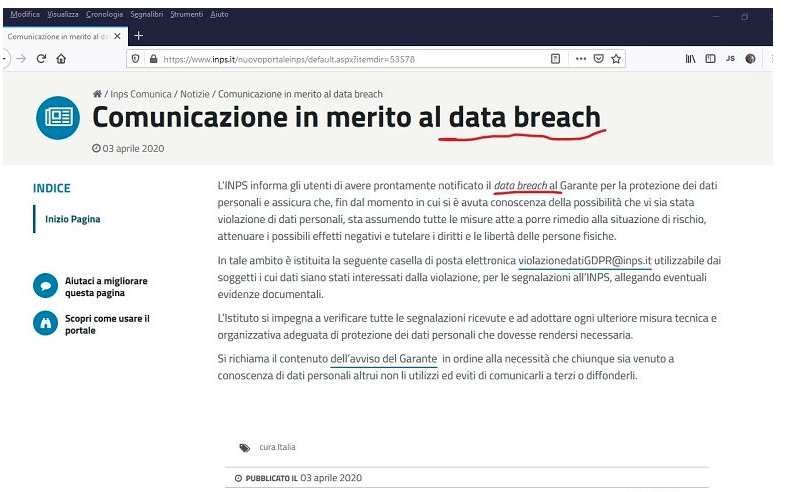 Modifica Visualizza Cronologia Segnalibri Strumenti Aiuto
Comunicazione in merito al da
https://www.inps.it/nuovoportaleinps/default.aspx?itemdir=53578
JS
/ Inps Comunica / Notizie / Comunicazione in merito al data breach
Comunicazione in merito al data breach
03 aprile 2020
INDICE
Inizio Pagina
Aiutaci a migliorare
questa pagina
Scopri come usare il
portale
L'INPS informa gli utenti di avere prontamente notificato il data breach al Garante per la protezione dei dati
personali e assicura che, fin dal momento in cui si è avuta conoscenza della possibilità che vi sia stata
violazione di dati personali, sta assumendo tutte le misure atte a porre rimedio alla situazione di rischio,
attenuare i possibili effetti negativi e tutelare i diritti e le libertà delle persone fisiche.
In tale ambito è istituita la seguente casella di posta elettronica violazionedatiGDPR@inps.it utilizzabile dai
soggetti i cui dati siano stati interessati dalla violazione, per le segnalazioni all'INPS, allegando eventuali
evidenze documentali.
L'Istituto si impegna a verificare tutte le segnalazioni ricevute e ad adottare ogni ulteriore misura tecnica e
organizzativa adeguata di protezione dei dati personali che dovesse rendersi necessaria.
Si richiama il contenuto dell'avviso del Garante in ordine alla necessità che chiunque sia venuto a
conoscenza di dati personali altrui non li utilizzi ed eviti di comunicarli a terzi o diffonderli.
cura Italia
PUBBLICATO IL 03 aprile 2020